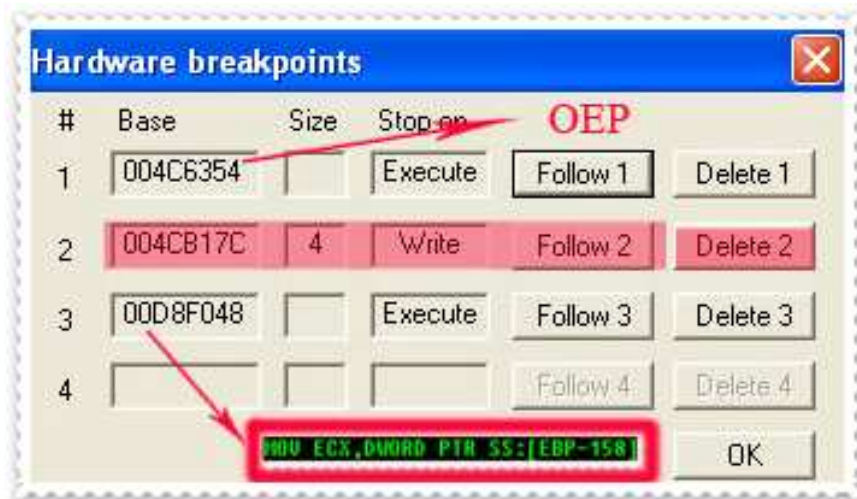 Hardware breakpoints
# Base Size Stop on OEP
1 004C6354 Execute Follow 1 Delete 1
2 004CB17C 4 Write Follow 2 Delete 2
3 00D8F048 Execute Follow 3 Delete 3
4 Follow 4 Delete 4
MOV ECX,DWORD PTR SS:[EBP-158] OK